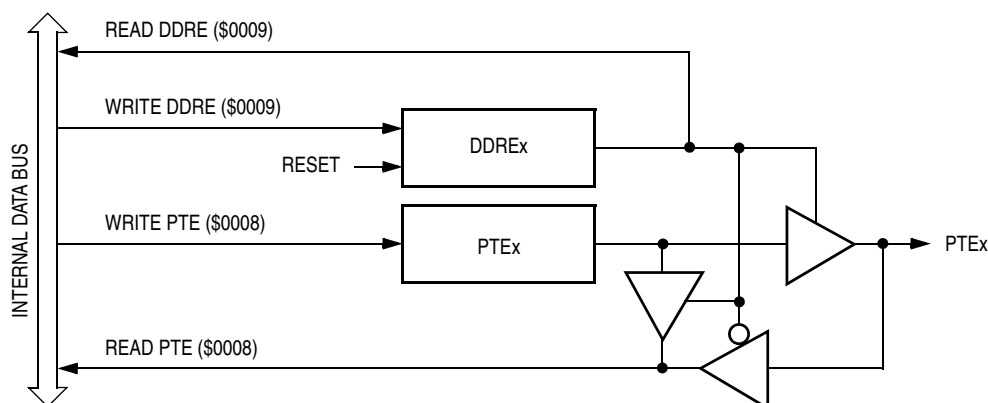 READ DDRE ($0009)
WRITE DDRE ($0009)
DDREx
RESET
INTERNAL DATA BUS
WRITE PTE ($0008)
PTEx
PTEx
READ PTE ($0008)